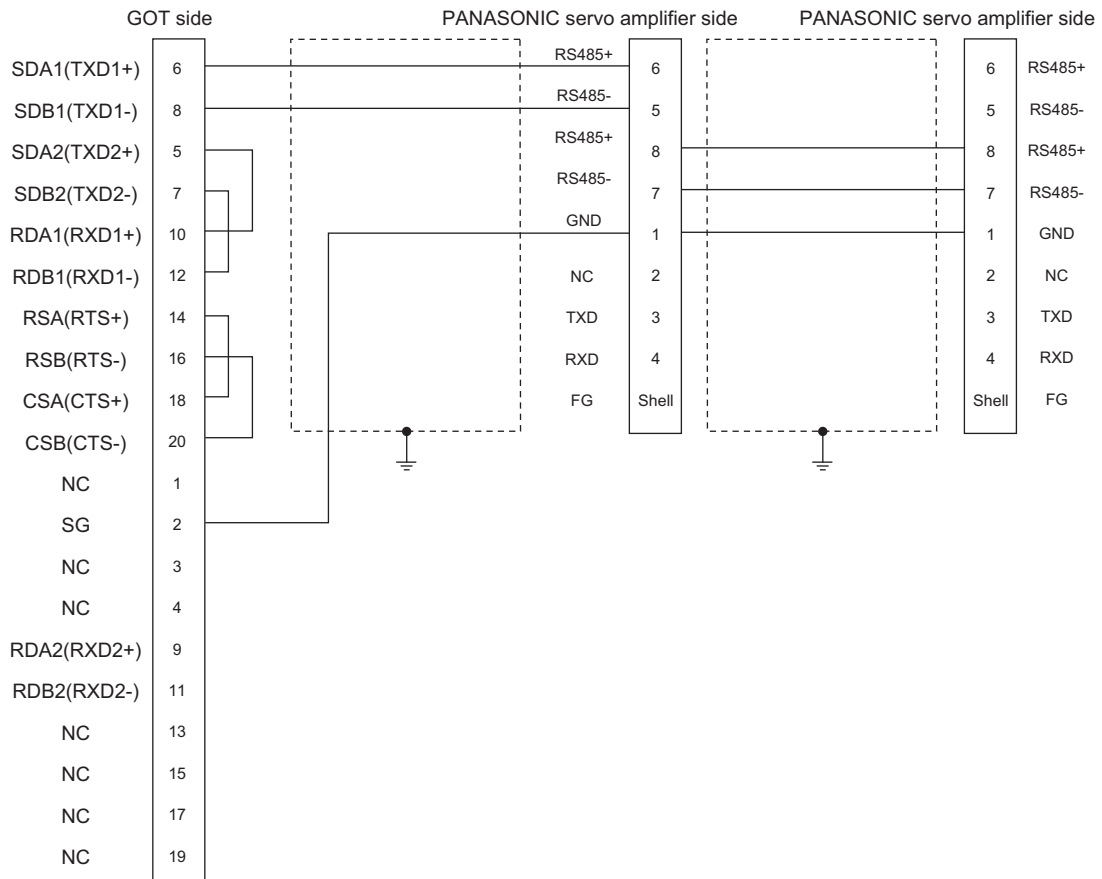 GOT side PANASONIC servo amplifier side PANASONIC servo amplifier side
SDA1(TXD1+) 6 RS485+ 6 6 RS485+
SDB1(TXD1-) 8 RS485- 5 5 RS485-
SDA2(TXD2+) 5 RS485+ 8 8 RS485+
SDB2(TXD2-) 7 RS485- 7 7 RS485-
RDA1(RXD1+) 10 GND 1 1 GND
RDB1(RXD1-) 12 NC 2 2 NC
RSA(RTS+) 14 TXD 3 3 TXD
RSB(RTS-) 16 RXD 4 4 RXD
CSA(CTS+) 18 FG Shell Shell FG
CSB(CTS-) 20
NC 1
SG 2
NC 3
NC 4
RDA2(RXD2+) 9
RDB2(RXD2-) 11
NC 13
NC 15
NC 17
NC 19